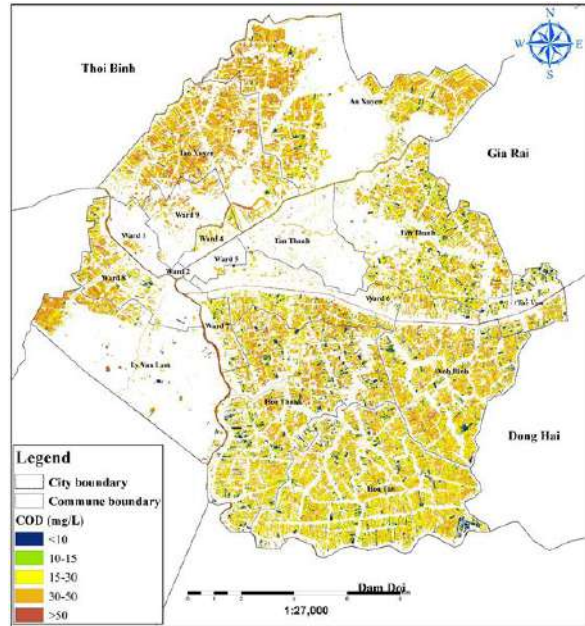 N
W E
S
Thoi Binh
An Xuyen
Gia Rai
Tan Xuyen
Ward 9
Ward 1
Ward 4
Tan Thanh
Tan Thanh
Ward 5
Ward 2
Ward 8
Ward 6
Tac Van
Ward 7
Ly Van Lam
Dinh Binh
Hoa Thanh
Dong Hai
Hoa Tan
Dam Doi
Legend
City boundary
Commune boundary
COD (mg/L)
<10
10-15
15-30
30-50
>50
1:27,000